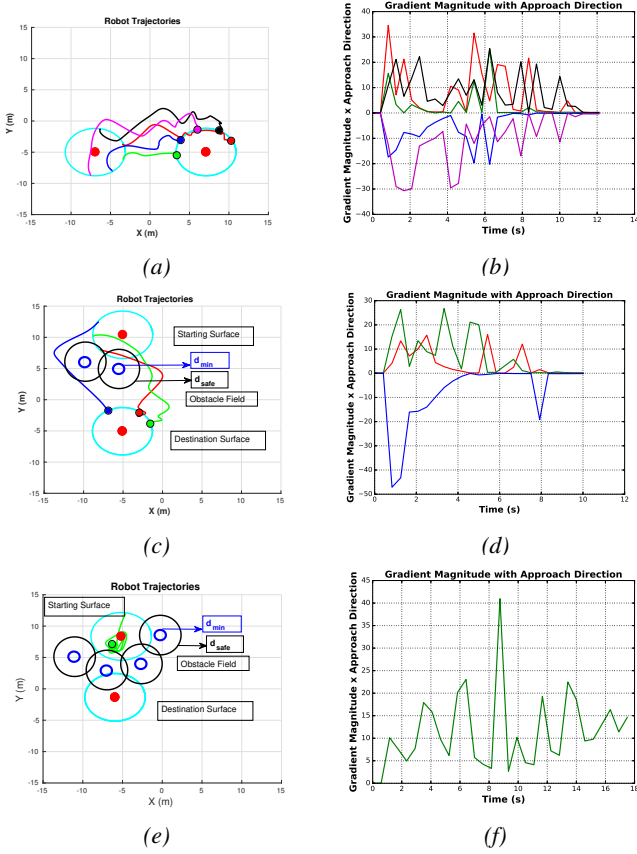 Robot Trajectories
Y (m)
15
10
5
0
-5
-10
-15
-15
-10
-5
0
5
10
15
X (m)
(a)
Gradient Magnitude with Approach Direction
Gradient Magnitude x Approach Direction
40
30
20
10
0
-10
-20
-30
-40
0
2
4
6
8
10
12
14
Time (s)
(b)
Robot Trajectories
Y (m)
15
10
5
0
-5
-10
-15
-15
-10
-5
0
5
10
15
X (m)
Starting Surface
d min
d safe
Obstacle Field
Destination Surface
(c)
Gradient Magnitude with Approach Direction
Gradient Magnitude x Approach Direction
30
20
10
0
-10
-20
-30
-40
-50
0
2
4
6
8
10
12
Time (s)
(d)
Robot Trajectories
Y (m)
15
10
5
0
-5
-10
-15
-15
-10
-5
0
5
10
15
X (m)
Starting Surface
d min
d safe
Obstacle Field
Destination Surface
(e)
Gradient Magnitude with Approach Direction
Gradient Magnitude x Approach Direction
45
40
35
30
25
20
15
10
5
0
0
2
4
6
8
10
12
14
16
18
Time (s)
(f)